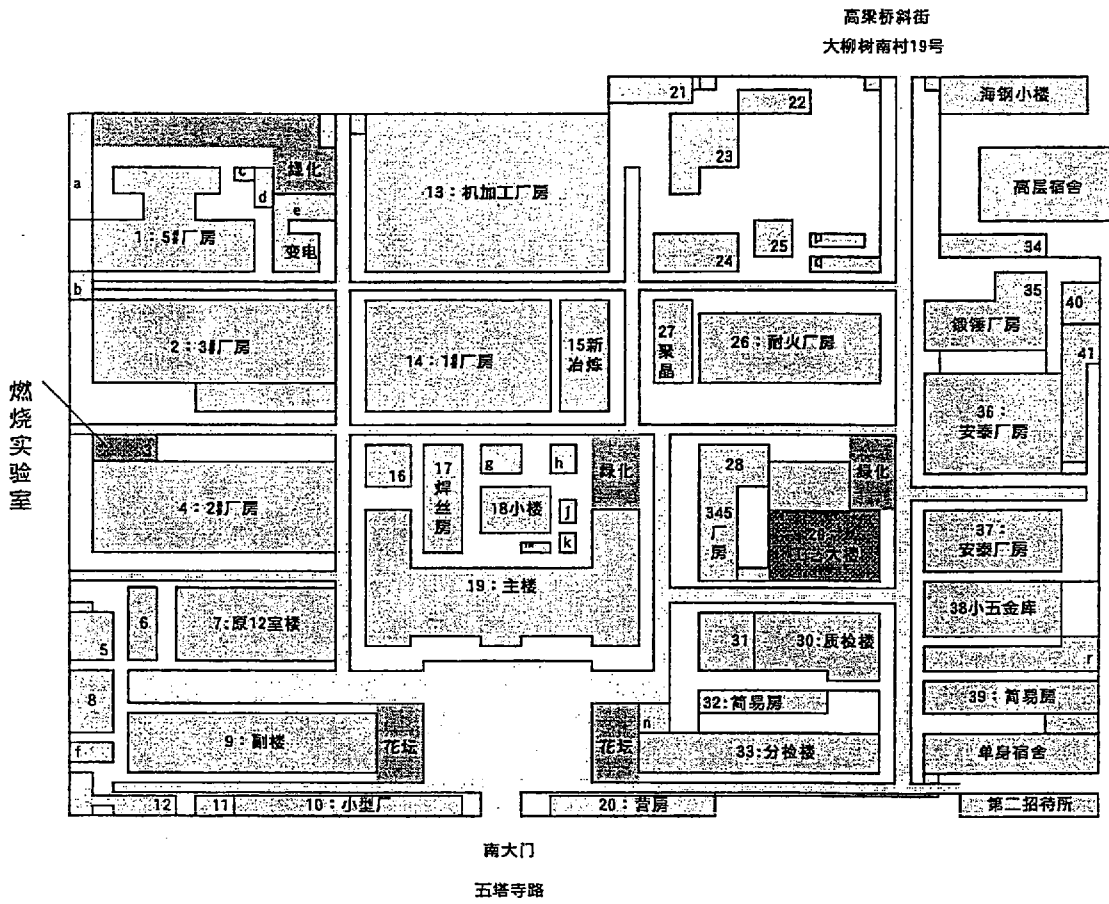 高梁桥斜街
大柳树南村19号
21
i
22
海钢小楼
a
绿化
c
d
e
1：5#厂房
变电
13：机加工厂房
23
25
p
24
q
高层宿舍
34
b
2：3#厂房
14：1#厂房
15新
冶炼
27
聚晶
26：耐火厂房
35
40
锻锤厂房
41
燃烧实验室
3
4：2#厂房
16
17
焊丝房
g
h
绿化
18小楼
j
k
19：主楼
28
345
厂房
绿化
36：
安泰厂房
37：
安泰厂房
5
6
7:原12室楼
31
30：质检楼
38小五金库
r
8
f
9：副楼
花坛
花坛
n
32:简易房
33:分检楼
39：简易房
单身宿舍
12
11
10：小型厂
20：营房
第二招待所
南大门
五塔寺路